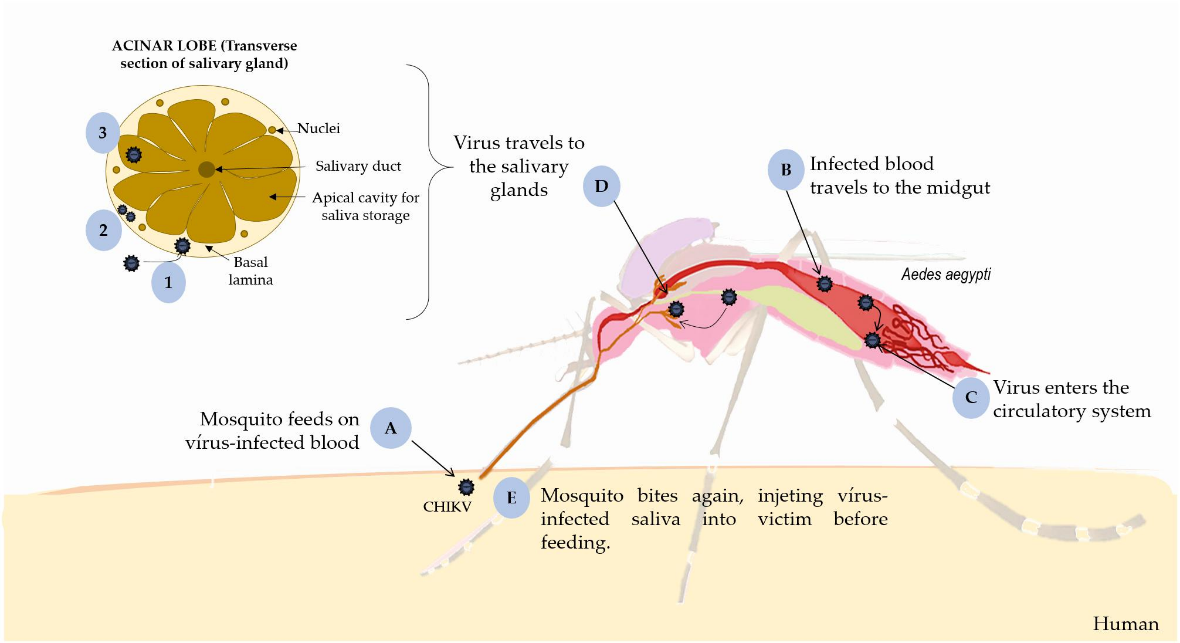 ACINAR LOBE (Transverse
section of salivary gland)
3
Nuclei
Salivary duct
Apical cavity for
saliva storage
2
Basal
lamina
1
Virus travels to
the salivary
glands
D
B
Infected blood
travels to the midgut
Aedes aegypti
C
Virus enters the
circulatory system
Mosquito feeds on
vírus-infected blood
A
CHIKV
E
Mosquito bites again, injeting vírus-
infected saliva into victim before
feeding.
Human